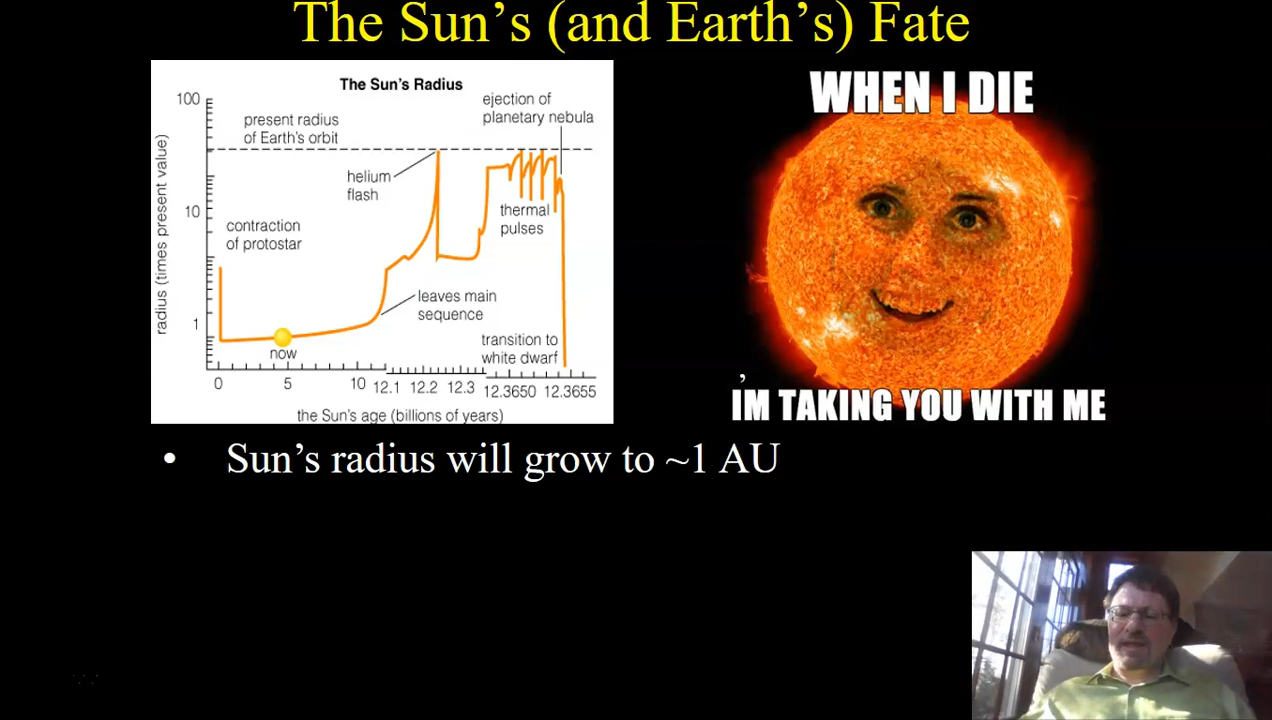 The Sun’s (and Earth’s) Fate
The Sun’s Radius
100
10
1
radius (times present value)
present radius
of Earth’s orbit
ejection of
planetary nebula
helium
flash
contraction
of protostar
thermal
pulses
leaves main
sequence
transition to
white dwarf
now
0 5 10 12.1 12.2 12.3 12.3650 12.3655
the Sun’s age (billions of years)
WHEN I DIE
I’M TAKING YOU WITH ME
• Sun’s radius will grow to ~1 AU